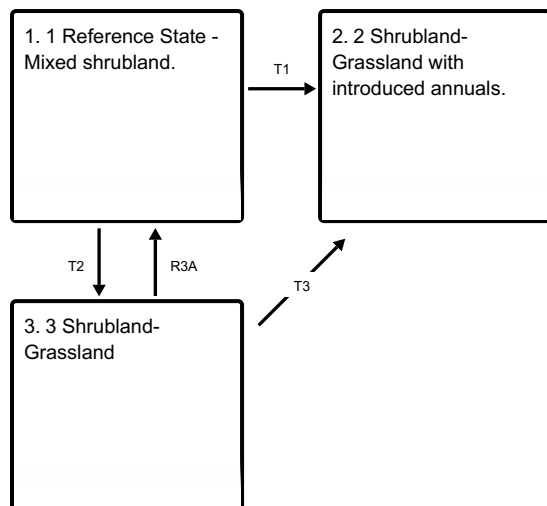 1. 1 Reference State -
Mixed shrubland.
T1
2. 2 Shrubland-
Grassland with
introduced annuals.
T2
R3A
T3
3. 3 Shrubland-
Grassland